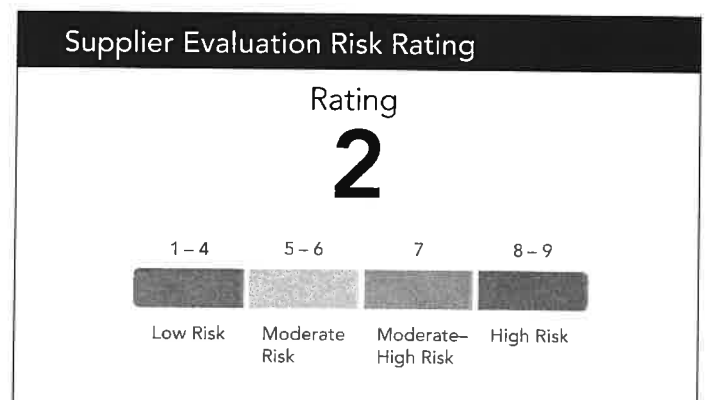 Supplier Evaluation Risk Rating
Rating
2
1 – 4 5 – 6 7 8 – 9
Low Risk Moderate Risk Moderate– High Risk High Risk